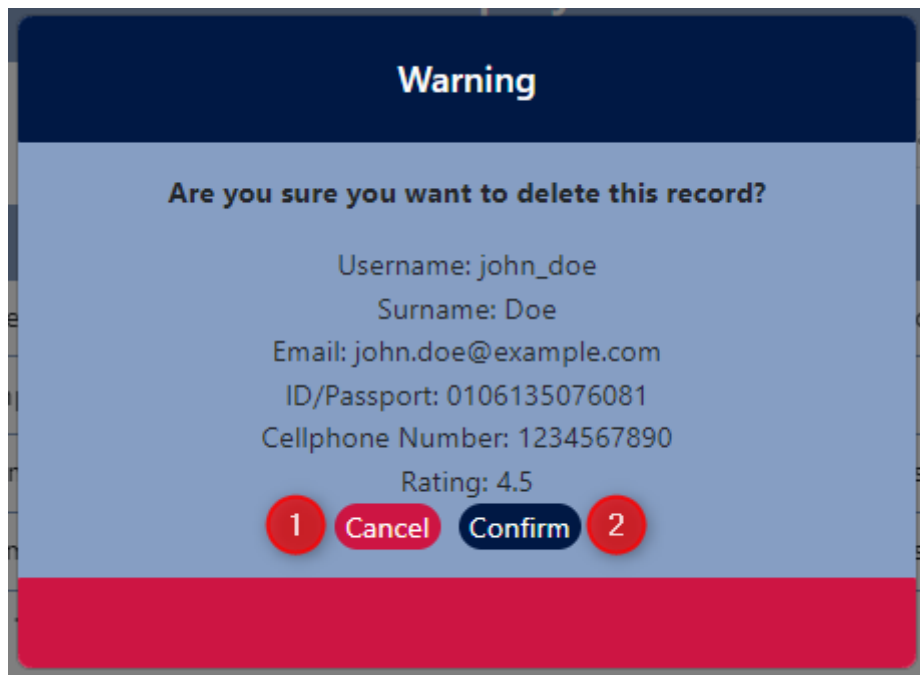 Warning
Are you sure you want to delete this record?
Username: john_doe
Surname: Doe
Email: john.doe@example.com
ID/Passport: 0106135076081
Cellphone Number: 1234567890
Rating: 4.5
1 Cancel Confirm 2